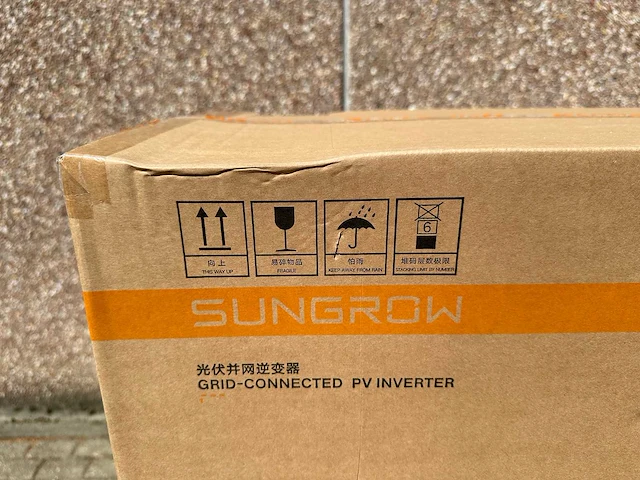 向上
THIS WAY UP
易碎物品
FRAGILE
怕雨
KEEP AWAY FROM RAIN
6
堆码层数极限
STACKING LIMIT BY NUMBER
SUNGROW
光伏并网逆变器
GRID-CONNECTED PV INVERTER